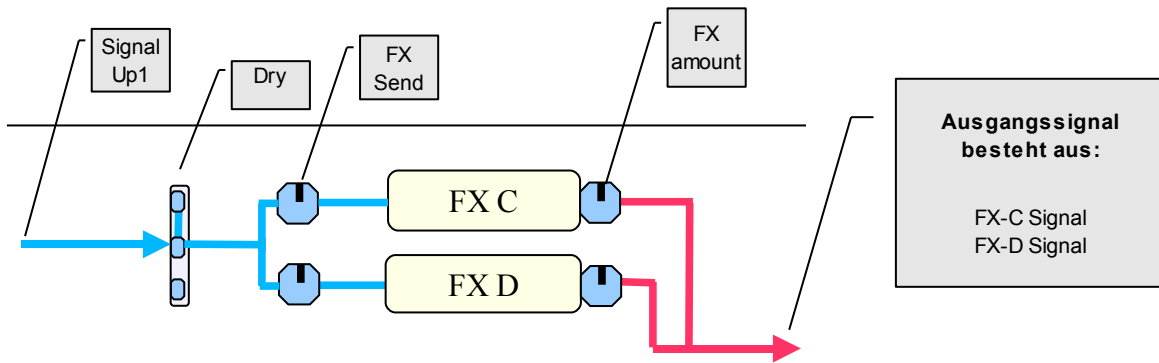 Signal
Up1
Dry
FX
Send
FX
amount
FX C
FX D
Ausgangssignal
besteht aus:
FX-C Signal
FX-D Signal